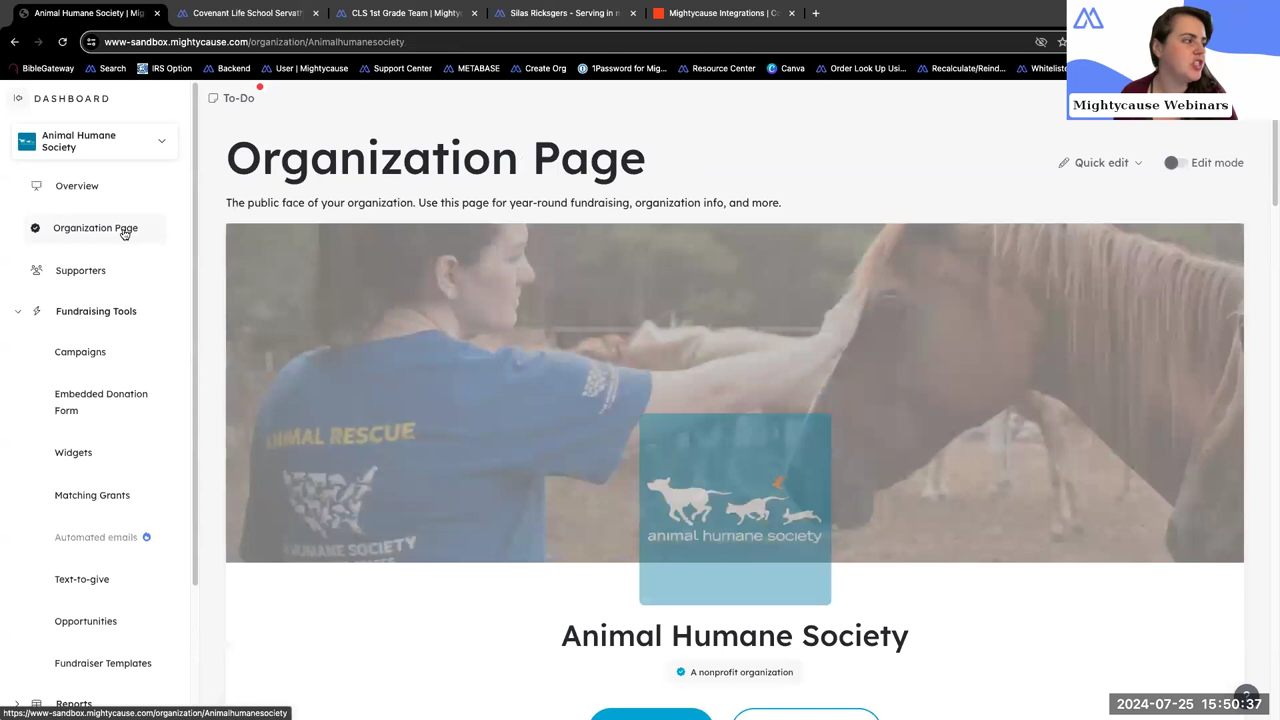 Animal Humane Society | Mig
Covenant Life School Servath
CLS 1st Grade Team | Mightyc
Silas Ricksgers - Serving in m
Mightycause Integrations | Co
www-sandbox.mightycause.com/organization/Animalhumanesociety
BibleGateway
Search
IRS Option
Backend
User | Mightycause
Support Center
METABASE
Create Org
1Password for Mig...
Resource Center
Canva
Order Look Up Usi...
Recalculate/Reind...
Whitelist
Mightycause Webinars
DASHBOARD
Animal Humane
Society
Overview
Organization Page
Supporters
Fundraising Tools
Campaigns
Embedded Donation
Form
Widgets
Matching Grants
Automated emails
Text-to-give
Opportunities
Fundraiser Templates
Reports
https://www-sandbox.mightycause.com/organization/Animalhumanesociety
To-Do
Organization Page
Quick edit
Edit mode
The public face of your organization. Use this page for year-round fundraising, organization info, and more.
ANIMAL RESCUE
HUMANE SOCIETY
animal humane society
Animal Humane Society
A nonprofit organization
?
2024-07-25 15:50:37